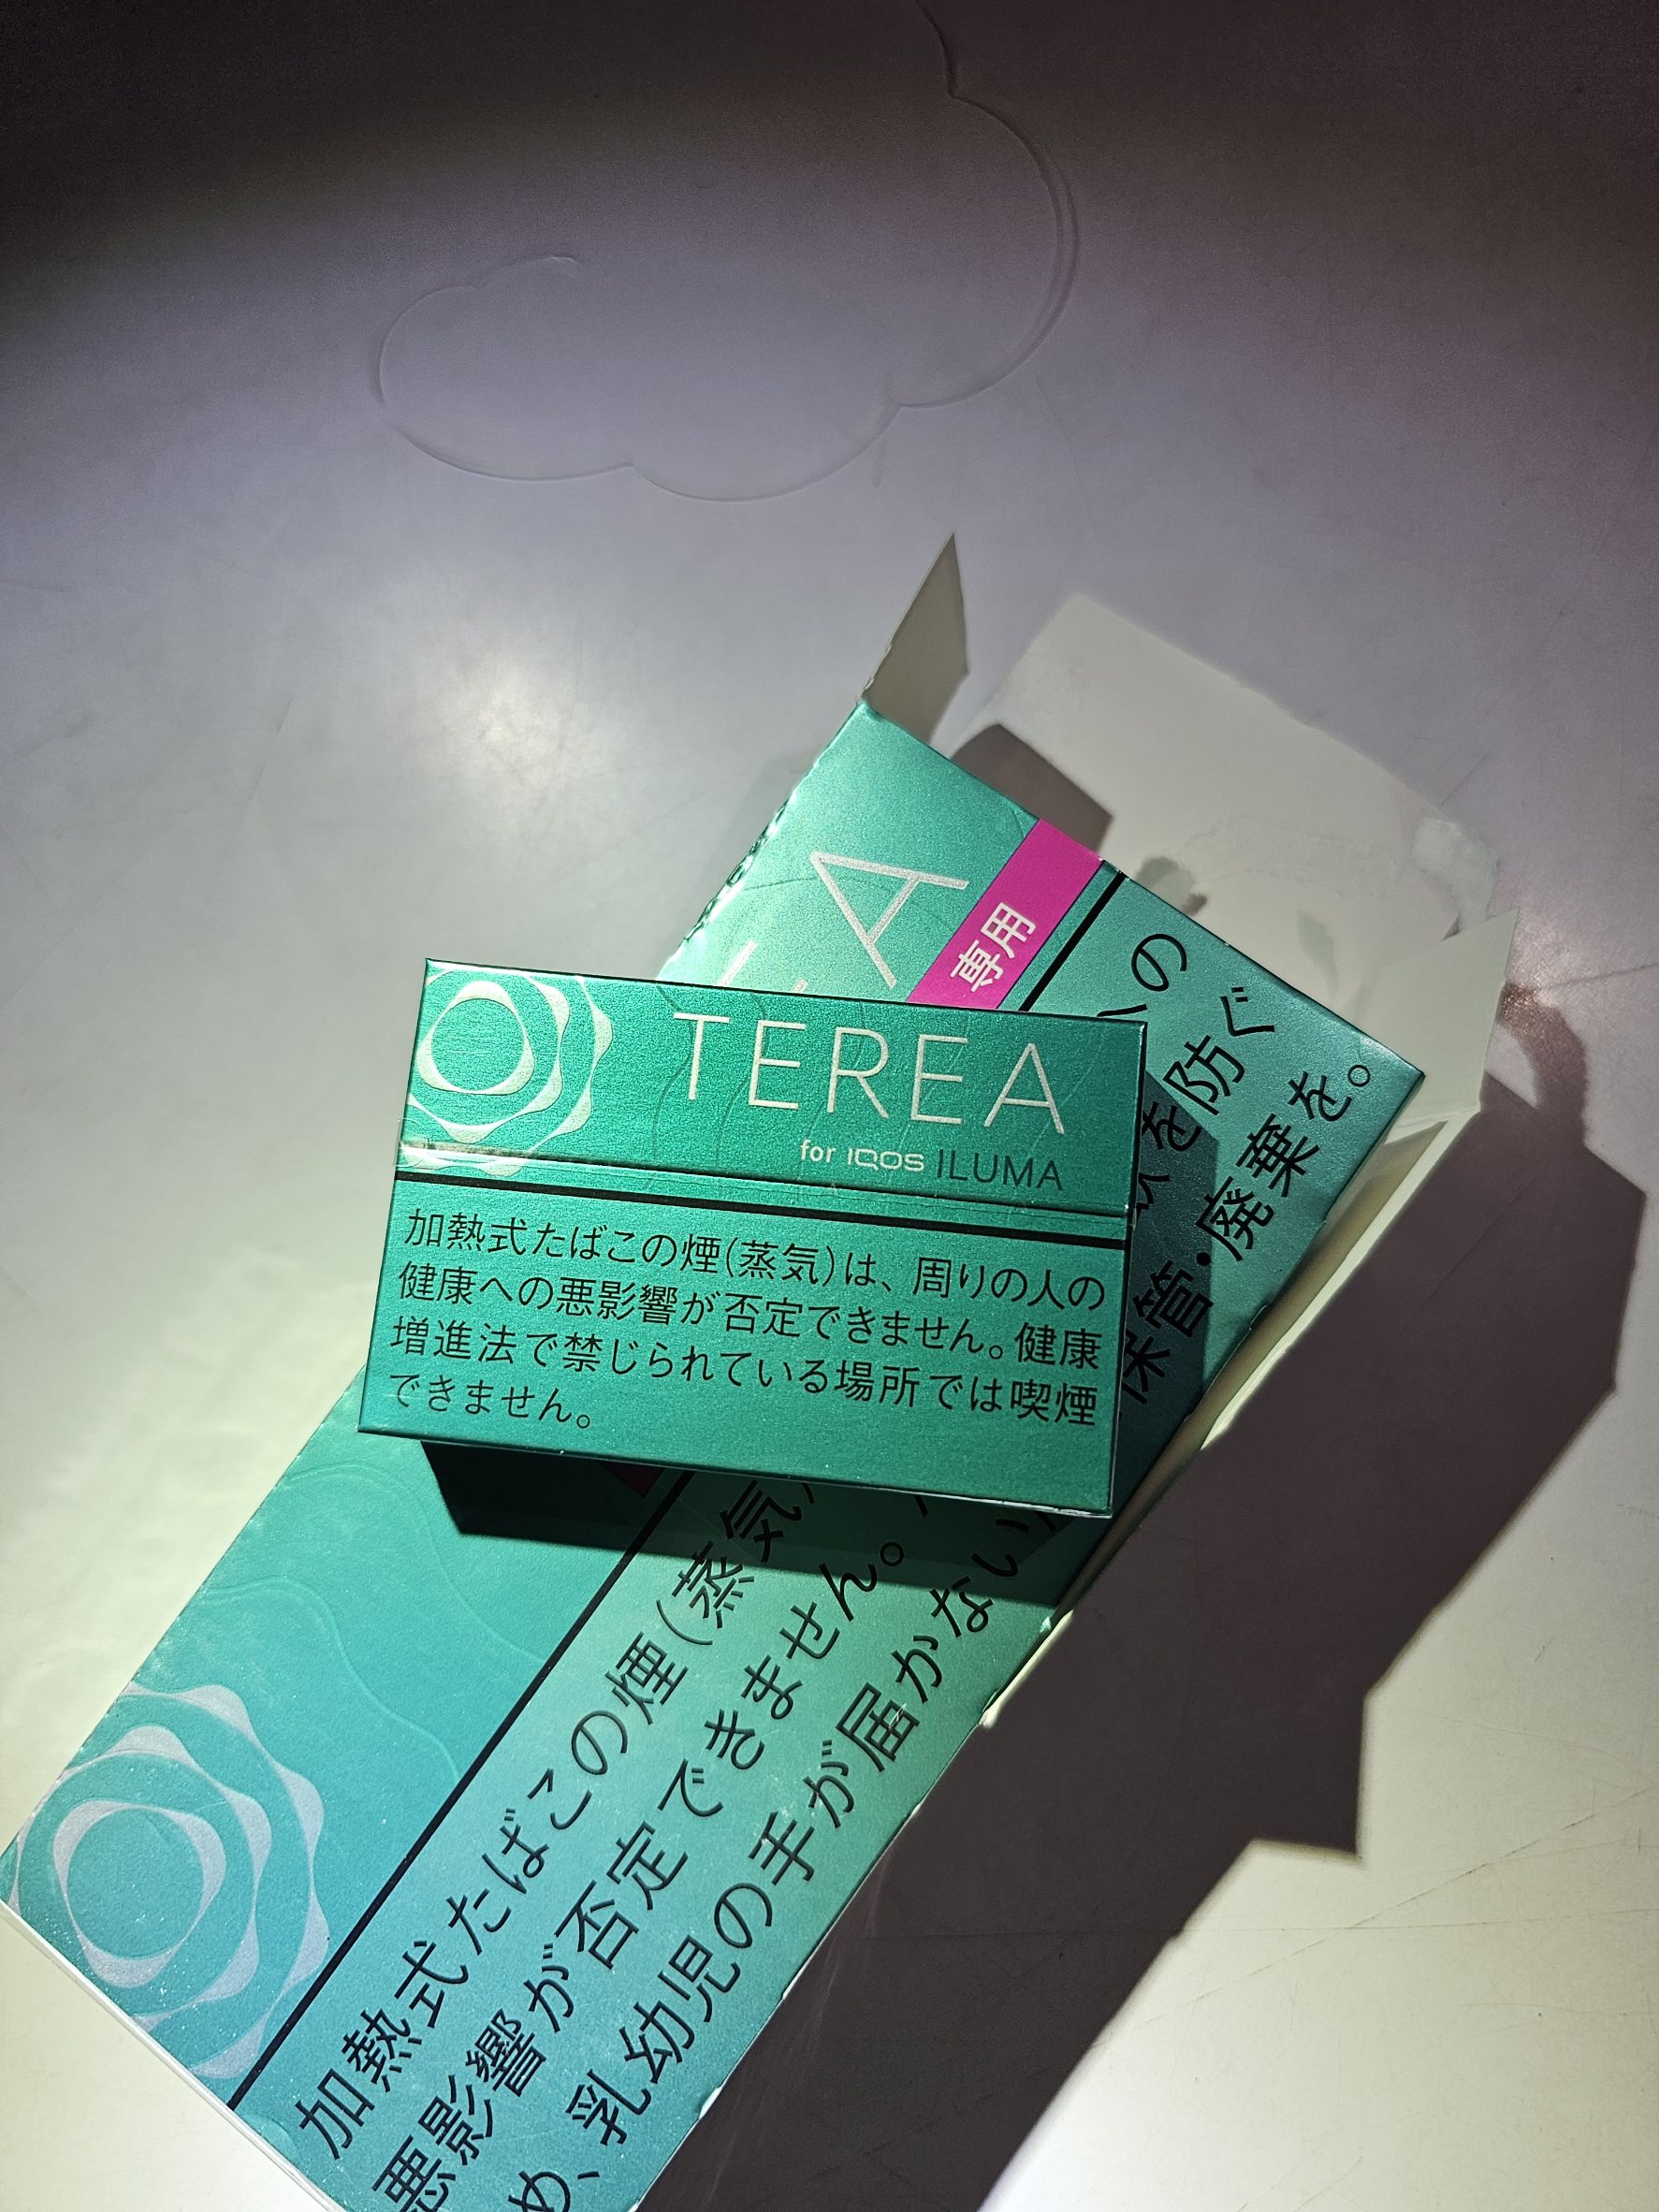 TEREA
for IQOS ILUMA
加熱式たばこの煙(蒸気)は、周りの人の
健康への悪影響が否定できません。健康
増進法で禁じられている場所では喫煙
できません。
A
専用
加熱式たばこの煙(蒸気
への
悪影響が否定できません。
を防ぐ
め、乳幼児の手が届かない
保管・廃棄を。